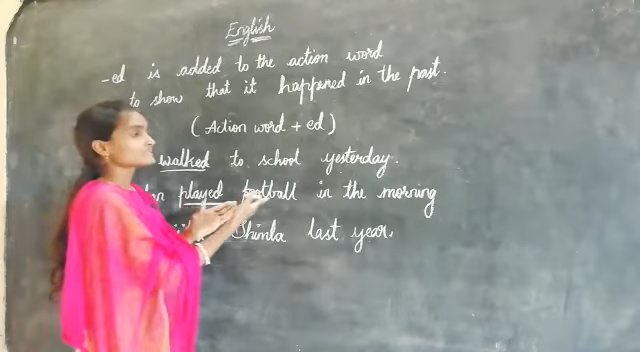 English
-ed is added to the action word
to show that it happened in the past.
(Action word + ed)
walked to school yesterday.
played football in the morning
Shimla last year.